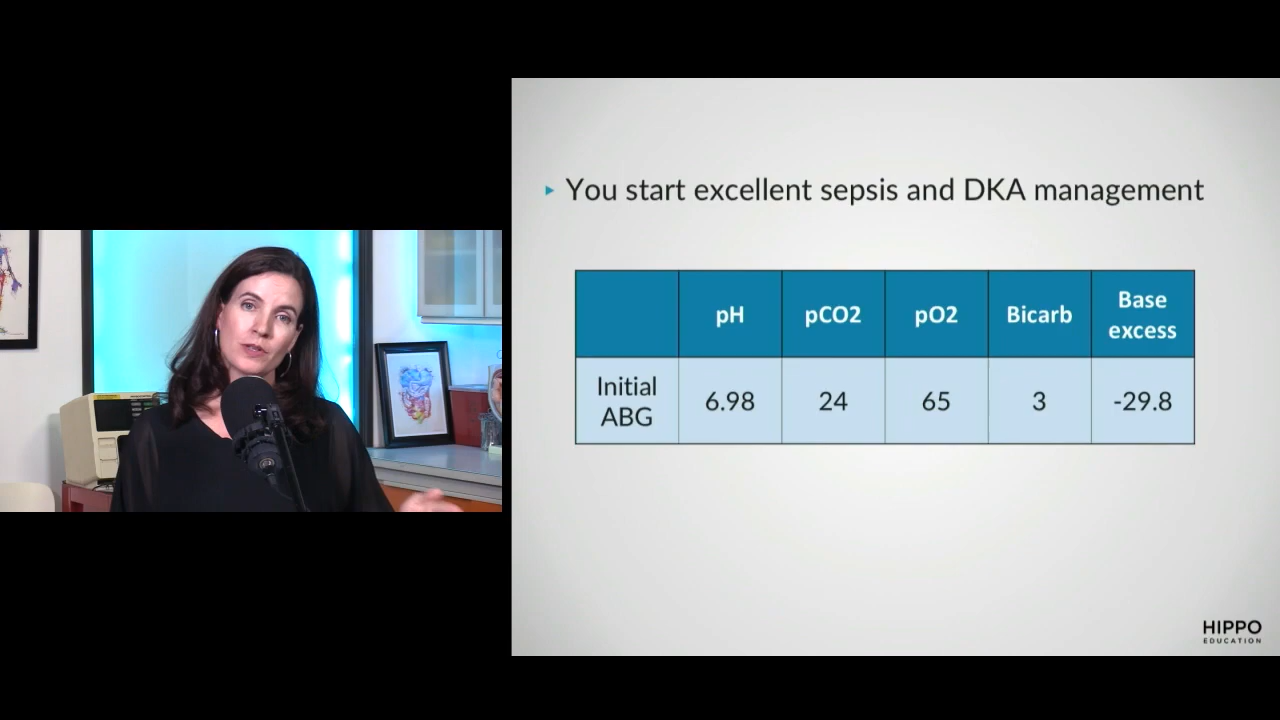 You start excellent sepsis and DKA management
pH pCO2 pO2 Bicarb Base excess
Initial ABG 6.98 24 65 3 -29.8
HIPPO
EDUCATION